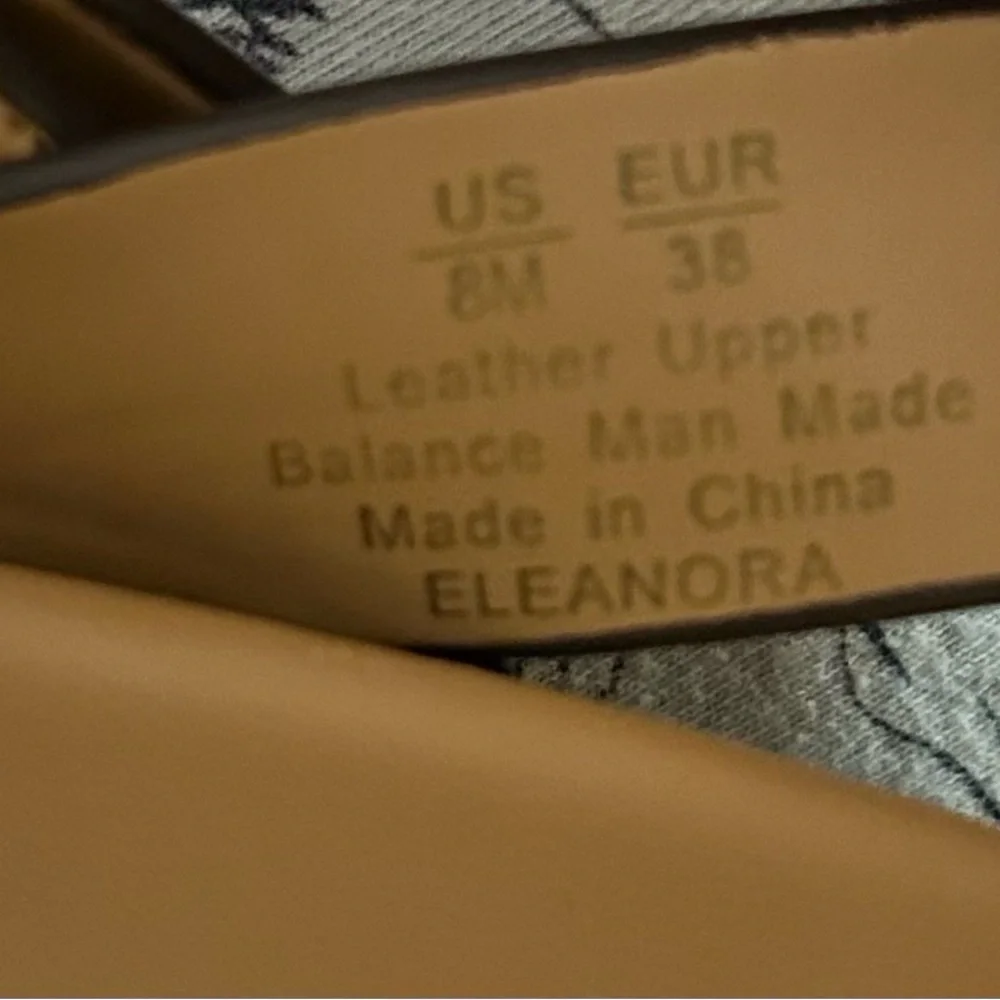 US EUR
8M 38
Leather Upper
Balance Man Made
Made in China
ELEANORA